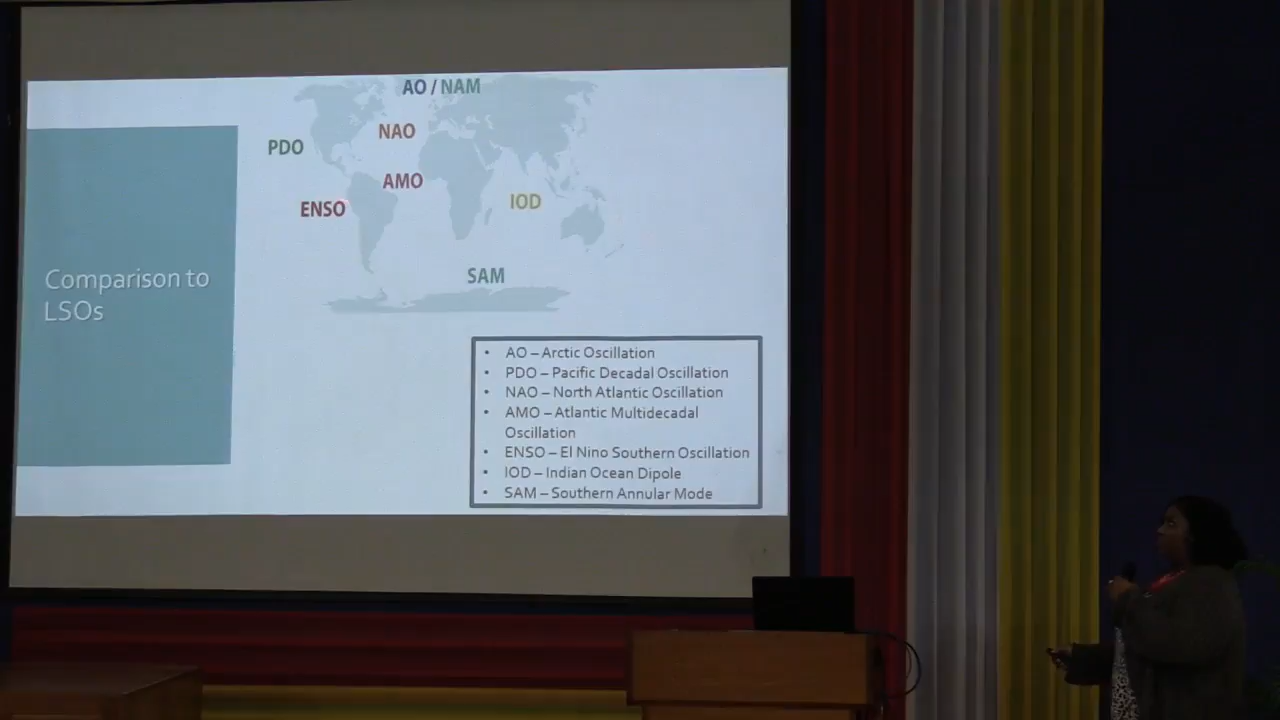 AO / NAM
NAO
PDO
AMO
ENSO
IOD
SAM
Comparison to
LSOs
• AO – Arctic Oscillation
• PDO – Pacific Decadal Oscillation
• NAO – North Atlantic Oscillation
• AMO – Atlantic Multidecadal
Oscillation
• ENSO – El Nino Southern Oscillation
• IOD – Indian Ocean Dipole
• SAM – Southern Annular Mode